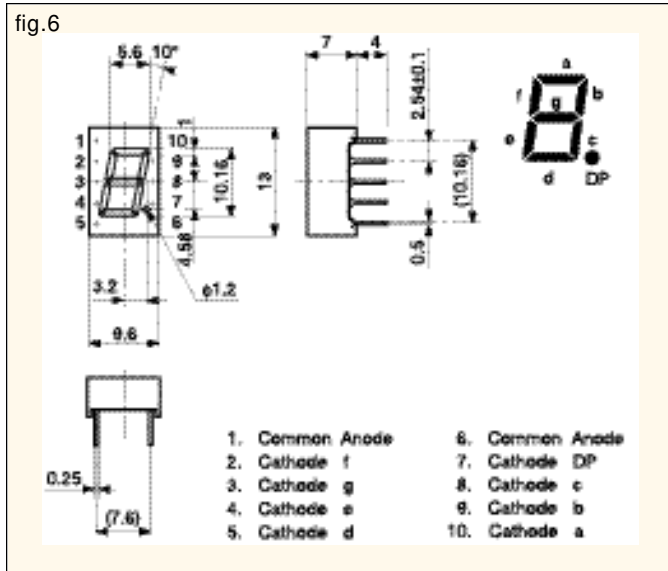 fig.6
5.6 10°
7 4
2.54±0.1
a
f g b
e c
d DP
1 10
2 9
3 8
4 7
5 6
1
10.16
13
4.58
(10.16)
0.5
3.2
φ1.2
9.6
0.25
(7.6)
1. Common Anode
2. Cathode f
3. Cathode g
4. Cathode e
5. Cathode d
6. Common Anode
7. Cathode DP
8. Cathode c
9. Cathode b
10. Cathode a